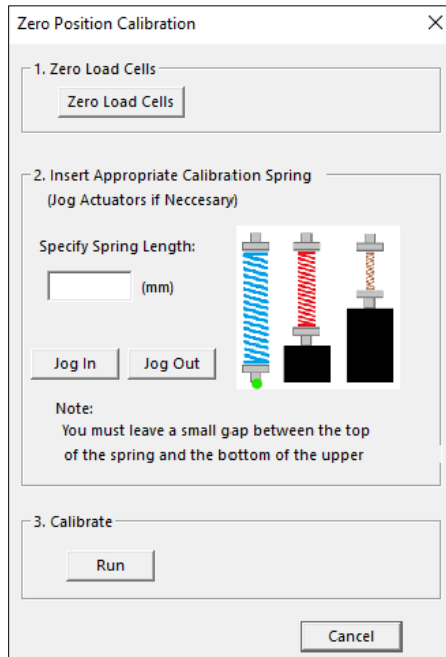 Zero Position Calibration
1. Zero Load Cells
Zero Load Cells
2. Insert Appropriate Calibration Spring
(Jog Actuators if Neccesary)
Specify Spring Length:
(mm)
Jog In
Jog Out
Note:
You must leave a small gap between the top
of the spring and the bottom of the upper
3. Calibrate
Run
Cancel